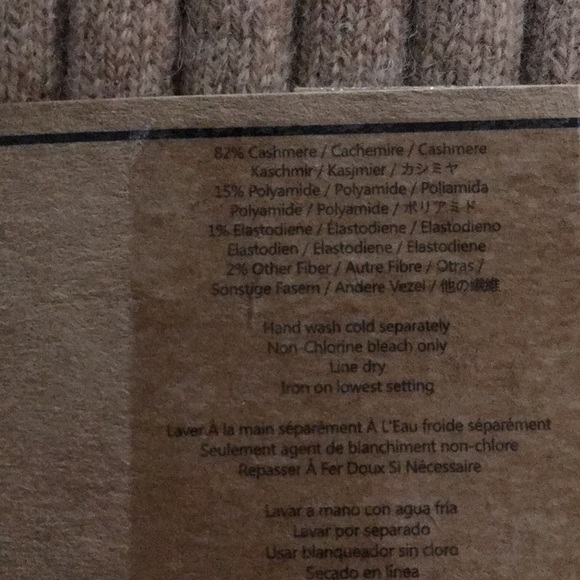 82% Cashmere / Cachemire / Cashmere
Kaschmir / Kasjmier / カシミヤ
15% Polyamide / Polyamide / Poliamida
Polyamide / Polyamide / ポリアミド
1% Elastodiene / Élastodiene / Elastodieno
Elastodien / Elastodiene / Elastodiene
2% Other Fiber / Autre Fibre / Otras /
Sonstige Fasern / Andere Vezel / 他の繊維
Hand wash cold separately
Non-Chlorine bleach only
Line dry
Iron on lowest setting
Laver À la main séparément À L'Eau froide séparément
Seulement agent de blanchiment non-chlore
Repasser À Fer Doux Si Nécessaire
Lavar a mano con agua fria
Lavar por separado
Usar blanqueador sin cloro
Secado en línea